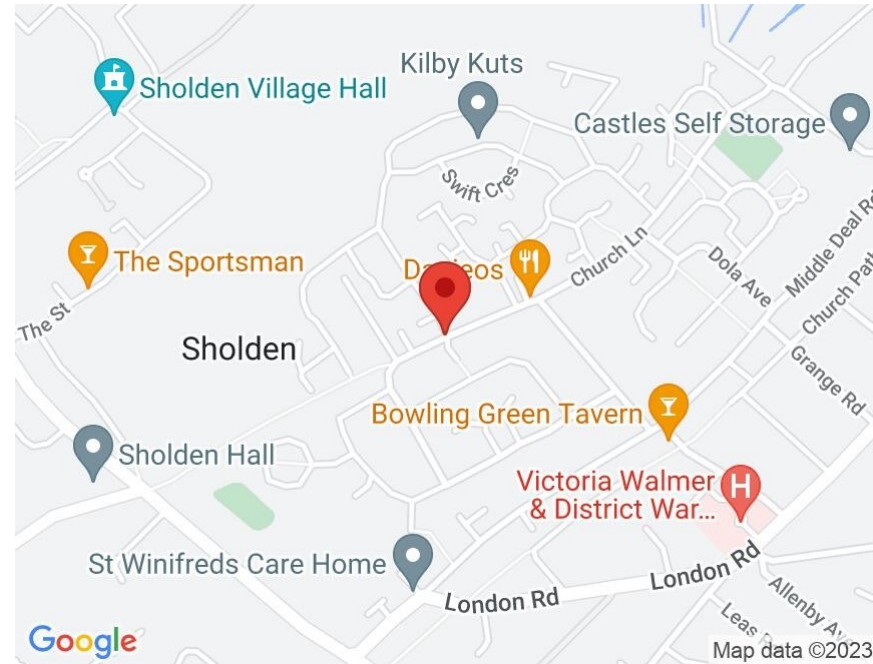 Kilby Kuts
Sholden Village Hall
Castles Self Storage
Swift Cres
Middle Deal
The Sportsman
Church Ln
Dola Ave
Church Path
The St
Sholden
Grange Rd
Bowling Green Tavern
Sholden Hall
Victoria Walmer
& District War...
H
St Winifreds Care Home
London Rd
London Rd
Allenby
Leas
Google
Map data ©2023